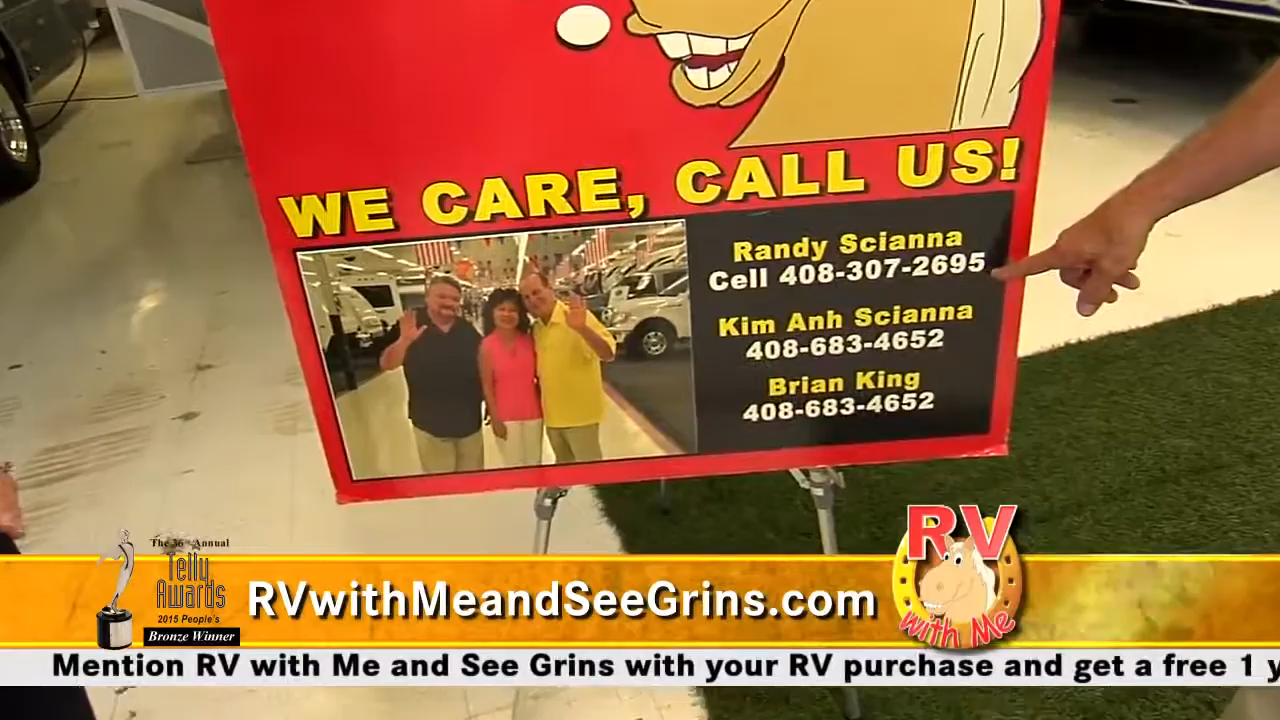 WE CARE, CALL US!
Randy Scianna
Cell 408-307-2695
Kim Anh Scianna
408-683-4652
Brian King
408-683-4652
The 36th Annual
Telly
Awards
2015 People's
Bronze Winner
RVwithMeandSeeGrins.com
RV
with Me
Mention RV with Me and See Grins with your RV purchase and get a free 1 y